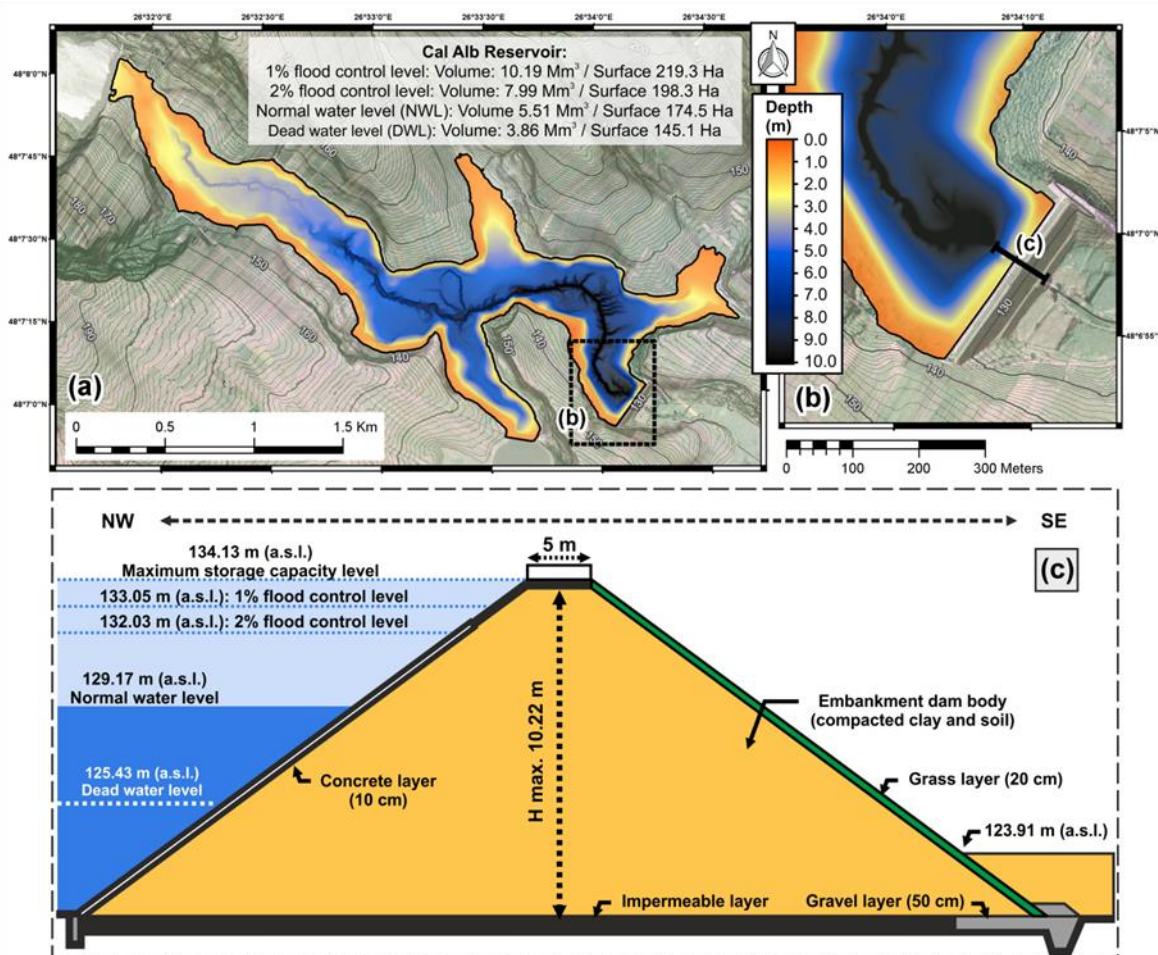 26°32'0"
26°32'30"
26°33'0"
26°33'30"
26°34'0"
26°34'30"
26°34'0"
26°34'10"
48°8'0"N
48°7'45"
48°7'30"
48°7'15"
48°7'0"
Cal Alb Reservoir:
1% flood control level: Volume: 10.19 Mm³ / Surface 219.3 Ha
2% flood control level: Volume: 7.99 Mm³ / Surface 198.3 Ha
Normal water level (NWL): Volume 5.51 Mm³ / Surface 174.5 Ha
Dead water level (DWL): Volume: 3.86 Mm³ / Surface 145.1 Ha
160
150
180
170
150
160
190
140
150
140
130
150
(a)
(b)
0 0.5 1 1.5 Km
N
Depth
(m)
0.0
1.0
2.0
3.0
4.0
5.0
6.0
7.0
8.0
9.0
10.0
140
(c)
130
140
150
(b)
48°7'5"
48°7'0"
48°6'55"
0 100 200 300 Meters
NW
SE
5 m
(c)
134.13 m (a.s.l.)
Maximum storage capacity level
133.05 m (a.s.l.): 1% flood control level
132.03 m (a.s.l.): 2% flood control level
129.17 m (a.s.l.)
Normal water level
125.43 m (a.s.l.)
Dead water level
Concrete layer
(10 cm)
H max. 10.22 m
Embankment dam body
(compacted clay and soil)
Grass layer (20 cm)
123.91 m (a.s.l.)
Impermeable layer
Gravel layer (50 cm)